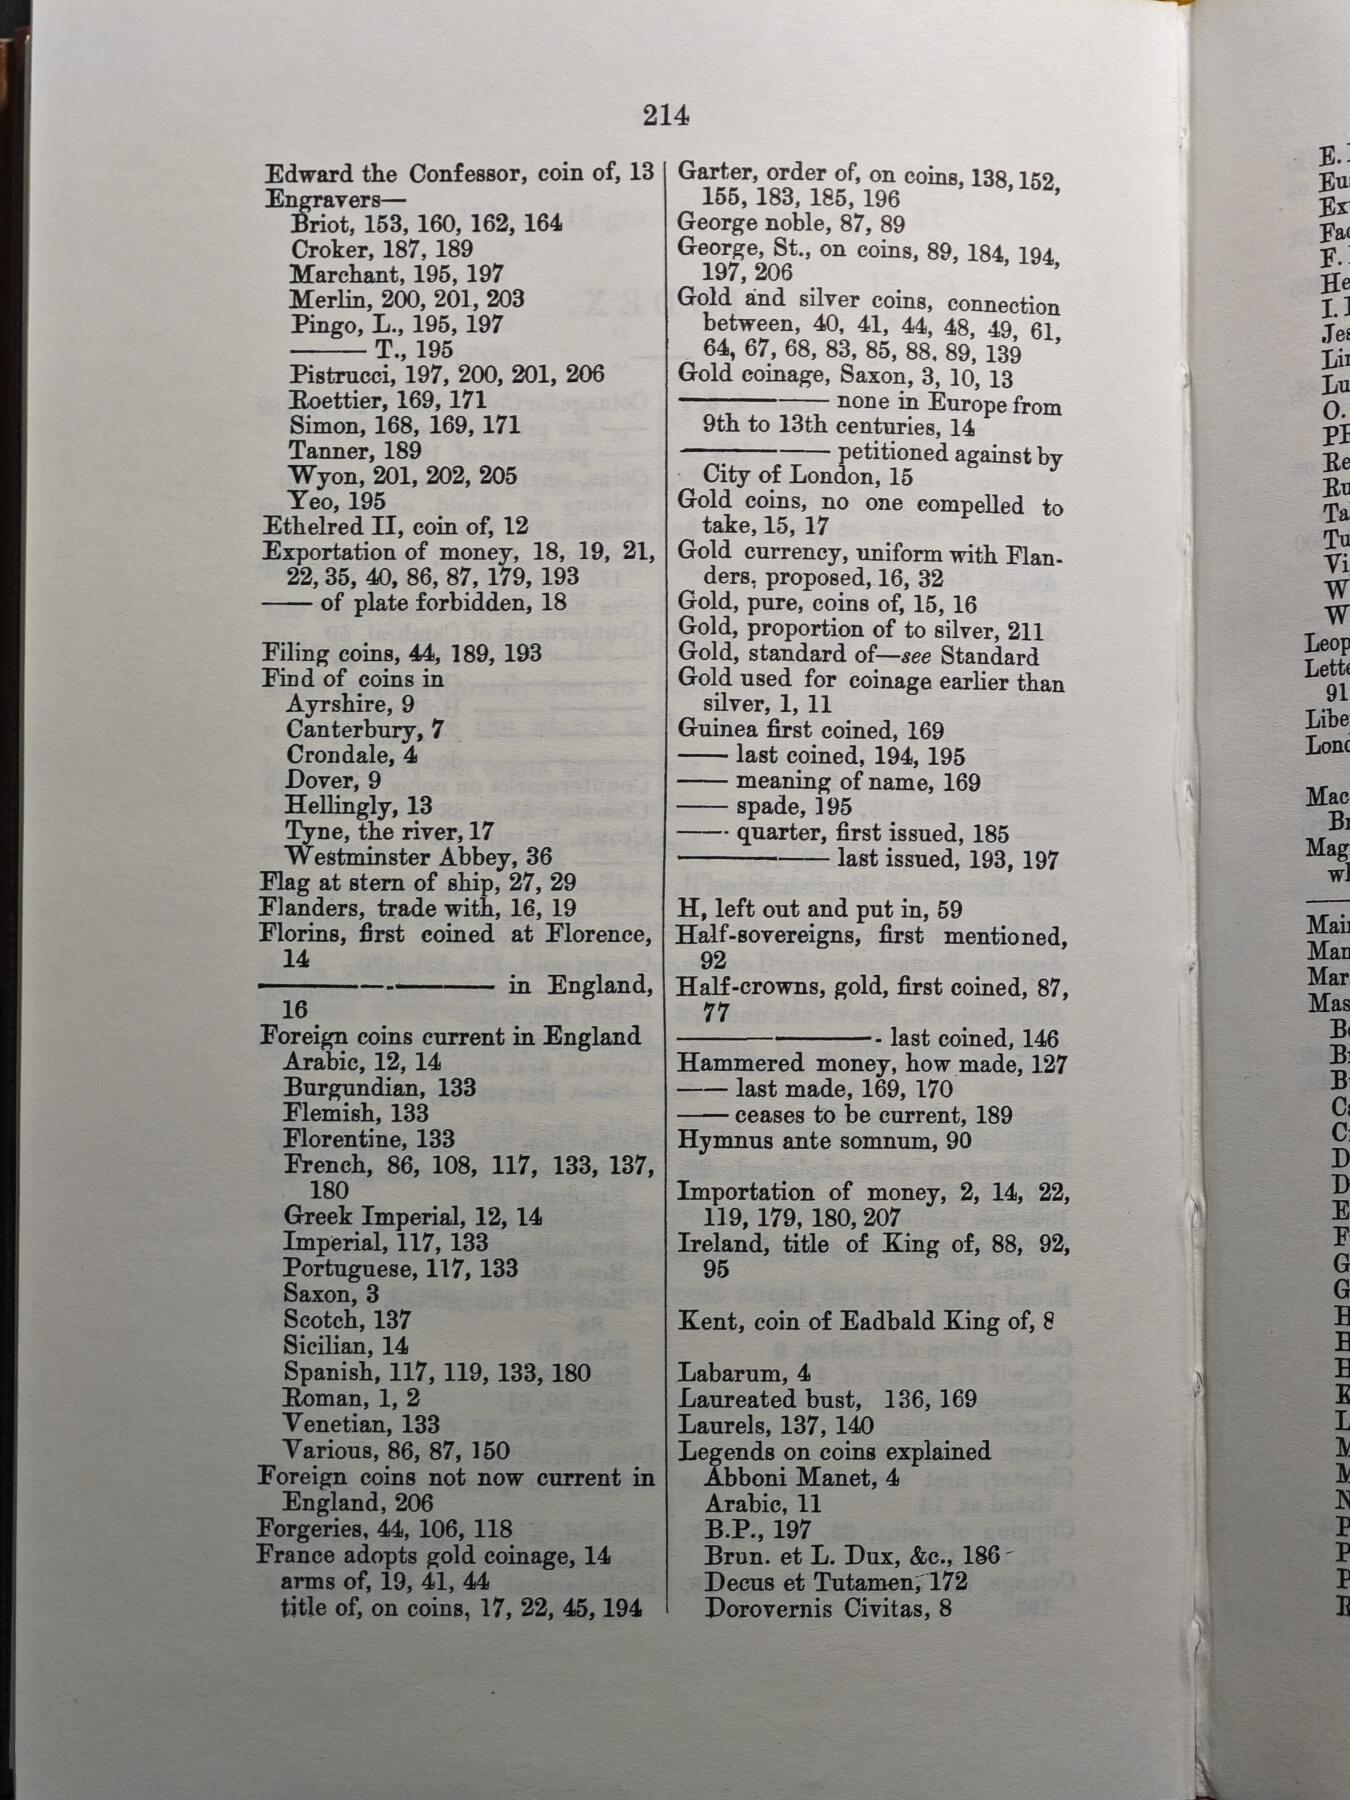 214
Edward the Confessor, coin of, 13
Engravers—
Briot, 153, 160, 162, 164
Croker, 187, 189
Marchant, 195, 197
Merlin, 200, 201, 203
Pingo, L., 195, 197
——— T., 195
Pistrucci, 197, 200, 201, 206
Roettier, 169, 171
Simon, 168, 169, 171
Tanner, 189
Wyon, 201, 202, 205
Yeo, 195
Ethelred II, coin of, 12
Exportation of money, 18, 19, 21,
22, 35, 40, 86, 87, 179, 193
—— of plate forbidden, 18
Filing coins, 44, 189, 193
Find of coins in
Ayrshire, 9
Canterbury, 7
Crondale, 4
Dover, 9
Hellingly, 13
Tyne, the river, 17
Westminster Abbey, 36
Flag at stern of ship, 27, 29
Flanders, trade with, 16, 19
Florins, first coined at Florence,
14
—————-———— in England,
16
Foreign coins current in England
Arabic, 12, 14
Burgundian, 133
Flemish, 133
Florentine, 133
French, 86, 108, 117, 133, 137,
180
Greek Imperial, 12, 14
Imperial, 117, 133
Portuguese, 117, 133
Saxon, 3
Scotch, 137
Sicilian, 14
Spanish, 117, 119, 133, 180
Roman, 1, 2
Venetian, 133
Various, 86, 87, 150
Foreign coins not now current in
England, 206
Forgeries, 44, 106, 118
France adopts gold coinage, 14
arms of, 19, 41, 44
title of, on coins, 17, 22, 45, 194
Garter, order of, on coins, 138, 152,
155, 183, 185, 196
George noble, 87, 89
George, St., on coins, 89, 184, 194,
197, 206
Gold and silver coins, connection
between, 40, 41, 44, 48, 49, 61,
64, 67, 68, 83, 85, 88. 89, 139
Gold coinage, Saxon, 3, 10, 13
—————— none in Europe from
9th to 13th centuries, 14
—————— petitioned against by
City of London, 15
Gold coins, no one compelled to
take, 15, 17
Gold currency, uniform with Flan-
ders, proposed, 16, 32
Gold, pure, coins of, 15, 16
Gold, proportion of to silver, 211
Gold, standard of—see Standard
Gold used for coinage earlier than
silver, 1, 11
Guinea first coined, 169
—— last coined, 194, 195
—— meaning of name, 169
—— spade, 195
—— quarter, first issued, 185
—————— last issued, 193, 197
H, left out and put in, 59
Half-sovereigns, first mentioned,
92
Half-crowns, gold, first coined, 87,
77
————————- last coined, 146
Hammered money, how made, 127
—— last made, 169, 170
—— ceases to be current, 189
Hymnus ante somnum, 90
Importation of money, 2, 14, 22,
119, 179, 180, 207
Ireland, title of King of, 88, 92,
95
Kent, coin of Eadbald King of, 8
Labarum, 4
Laureated bust, 136, 169
Laurels, 137, 140
Legends on coins explained
Abboni Manet, 4
Arabic, 11
B.P., 197
Brun. et L. Dux, &c., 186
Decus et Tutamen, 172
Dorovernis Civitas, 8